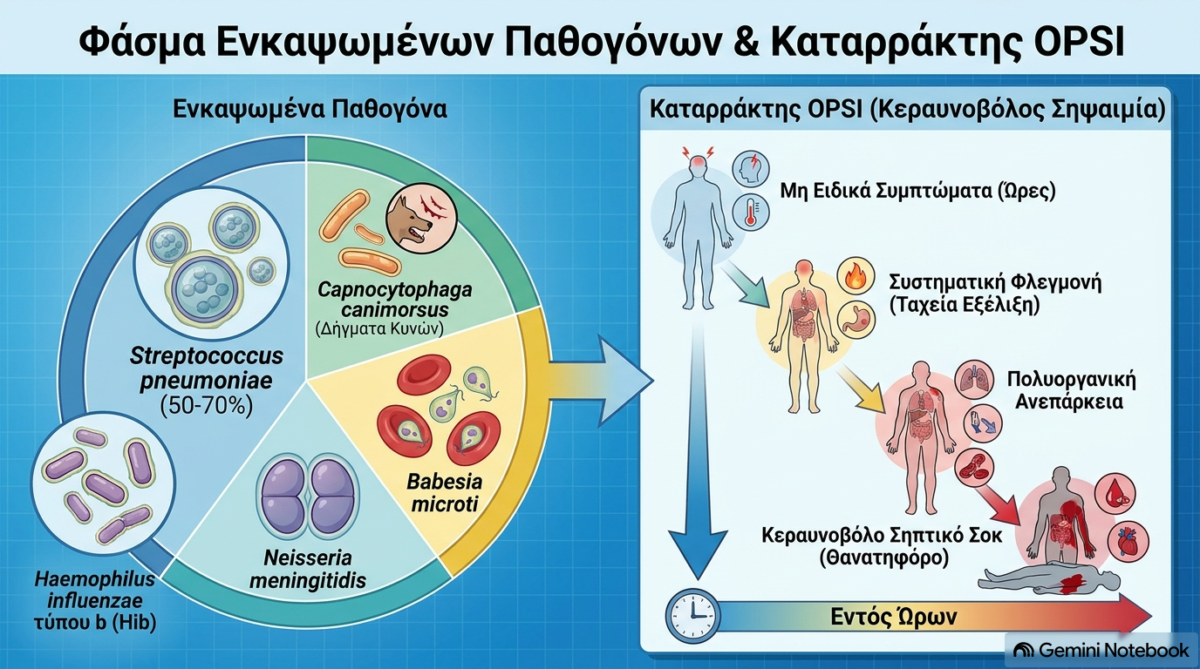 Φάσμα Ενκαψωμένων Παθογόνων & Καταρράκτης OPSI
Ενκαψωμένα Παθογόνα
Streptococcus
pneumoniae
(50-70%)
Capnocytophaga
canimorsus
(Δήγματα Κυνών)
Babesia
microti
Neisseria
meningitidis
Haemophilus
influenzae
τύπου b (Hib)
Καταρράκτης OPSI (Κεραυνοβόλος Σηψαιμία)
Μη Ειδικά Συμπτώματα (Ώρες)
Συστηματική Φλεγμονή
(Ταχεία Εξέλιξη)
Πολυοργανική
Ανεπάρκεια
Κεραυνοβόλο Σηπτικό Σοκ
(Θανατηφόρο)
Εντός Ώρων
Gemini Notebook